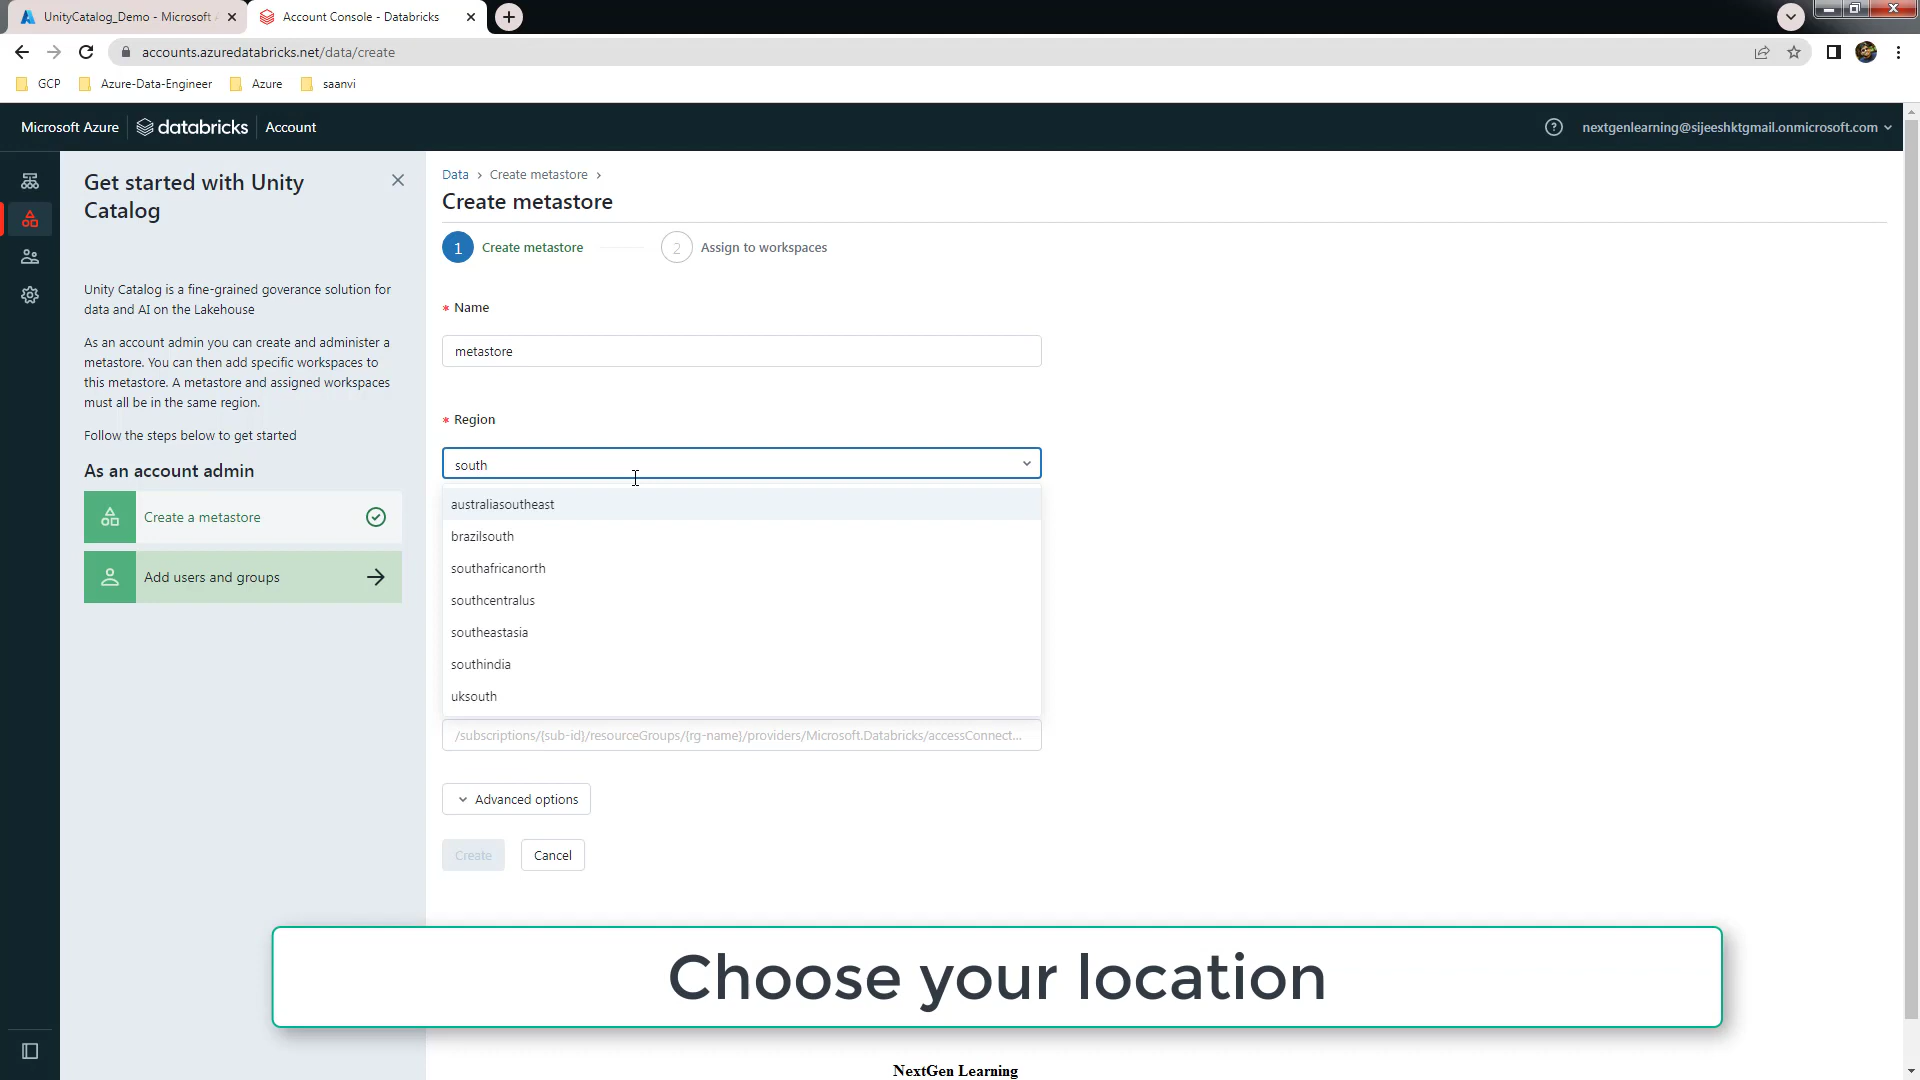 UnityCatalog_Demo - Microsoft
Account Console - Databricks
accounts.azuredatabricks.net/data/create
GCP
Azure-Data-Engineer
Azure
saanvi
Microsoft Azure
databricks
Account
nextgenlearning@sijeeshktgmail.onmicrosoft.com
Get started with Unity
Catalog
Unity Catalog is a fine-grained goverance solution for
data and AI on the Lakehouse
As an account admin you can create and administer a
metastore. You can then add specific workspaces to
this metastore. A metastore and assigned workspaces
must all be in the same region.
Follow the steps below to get started
As an account admin
Create a metastore
Add users and groups
Data › Create metastore ›
Create metastore
1 Create metastore
2 Assign to workspaces
* Name
metastore
* Region
south
australiasoutheast
brazilsouth
southafricanorth
southcentralus
southeastasia
southindia
uksouth
/subscriptions/{sub-id}/resourceGroups/{rg-name}/providers/Microsoft.Databricks/accessConnect...
Advanced options
Create
Cancel
Choose your location
NextGen Learning